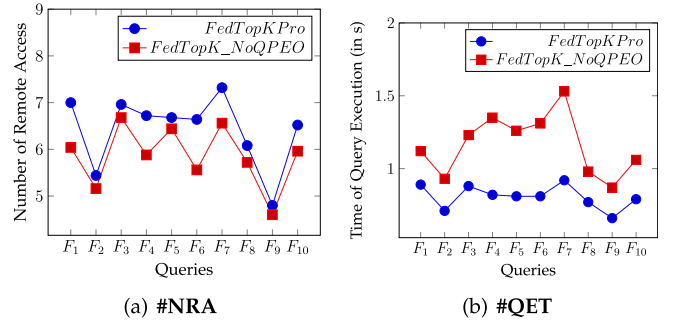 9
8
7
6
5
Number of Remote Access
FedTopKPro
FedTopK_NoQPEO
F1 F2 F3 F4 F5 F6 F7 F8 F9 F10
Queries
(a) #NRA
2
1.5
1
Time of Query Execution (in s)
FedTopKPro
FedTopK_NoQPEO
F1 F2 F3 F4 F5 F6 F7 F8 F9 F10
Queries
(b) #QET